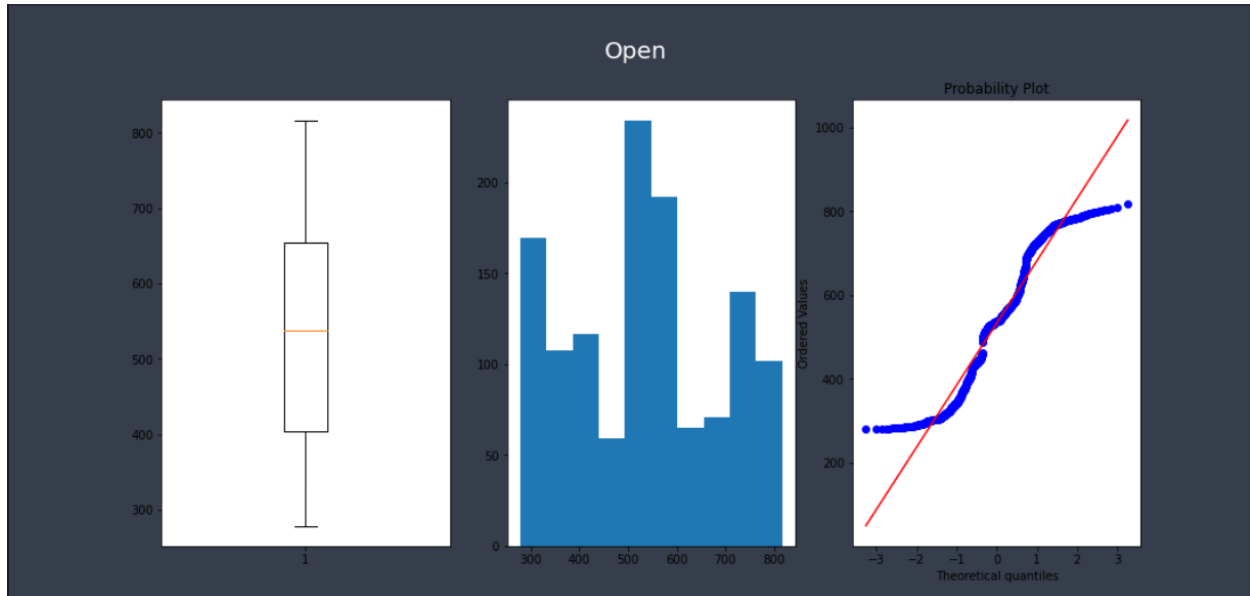 Open
800
700
600
500
400
300
1
200
150
100
50
0
300 400 500 600 700 800
Probability Plot
Ordered Values
1000
800
600
400
200
−3 −2 −1 0 1 2 3
Theoretical quantiles